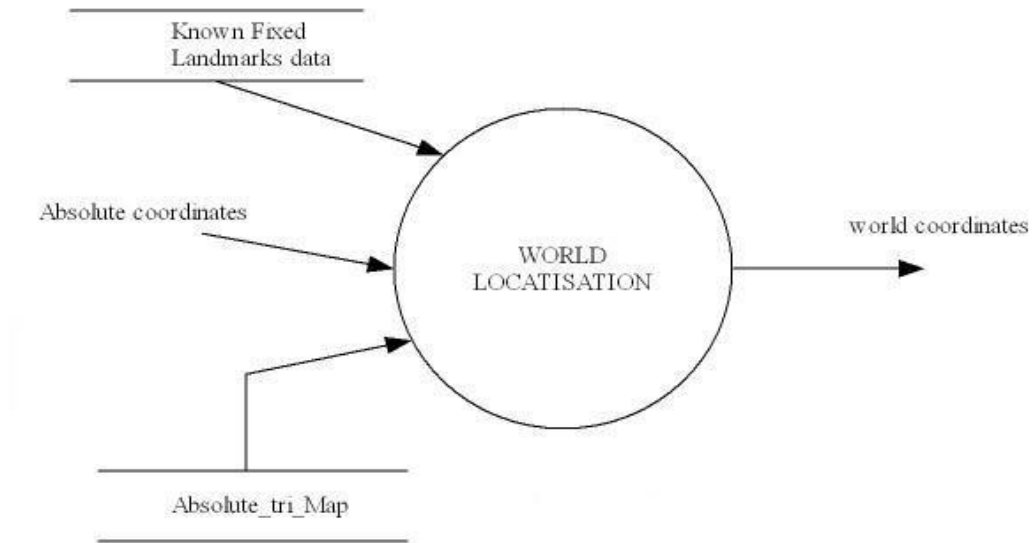 Known Fixed
Landmarks data
Absolute coordinates
world coordinates
WORLD
LOCATISATION
Absolute_tri_Map